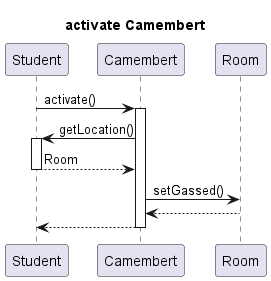 activate Camembert
Student Camembert Room
activate()
getLocation()
Room
setGassed()
Student Camembert Room